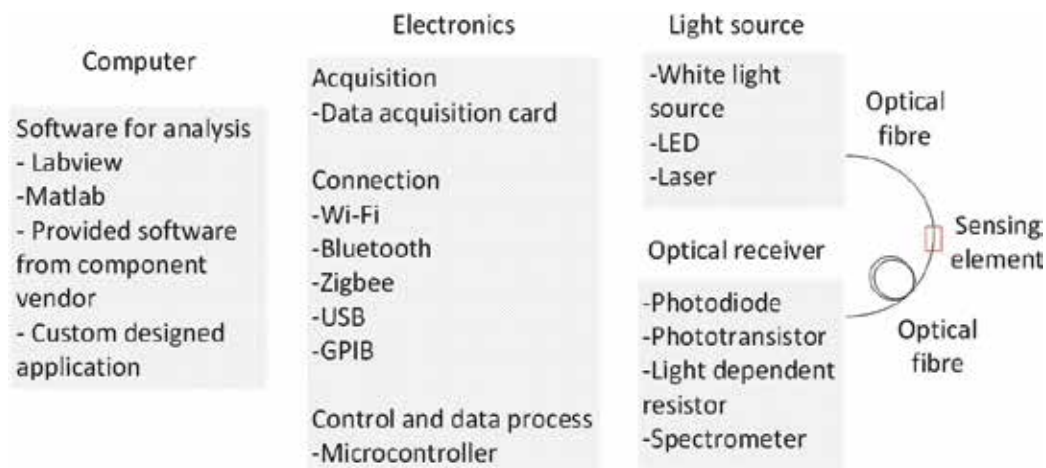 Computer
Software for analysis
- Labview
-Matlab
- Provided software
from component
vendor
- Custom designed
application
Electronics
Acquisition
-Data acquisition card
Connection
-Wi-Fi
-Bluetooth
-Zigbee
-USB
-GPIB
Control and data process
-Microcontroller
Light source
-White light
source
-LED
-Laser
Optical receiver
-Photodiode
-Phototransistor
-Light dependent
resistor
-Spectrometer
Optical
fibre
Sensing
element
Optical
fibre